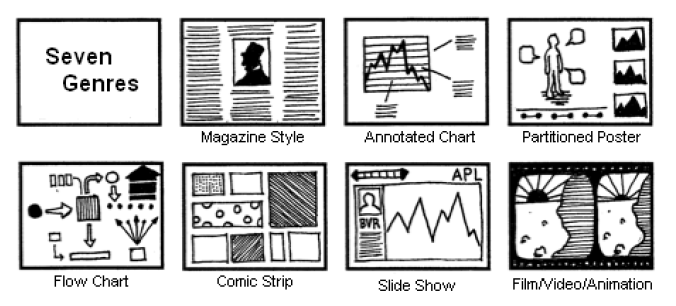 Seven
Genres
Magazine Style
Annotated Chart
Partitioned Poster
Flow Chart
Comic Strip
APL
BVR
Slide Show
Film/Video/Animation